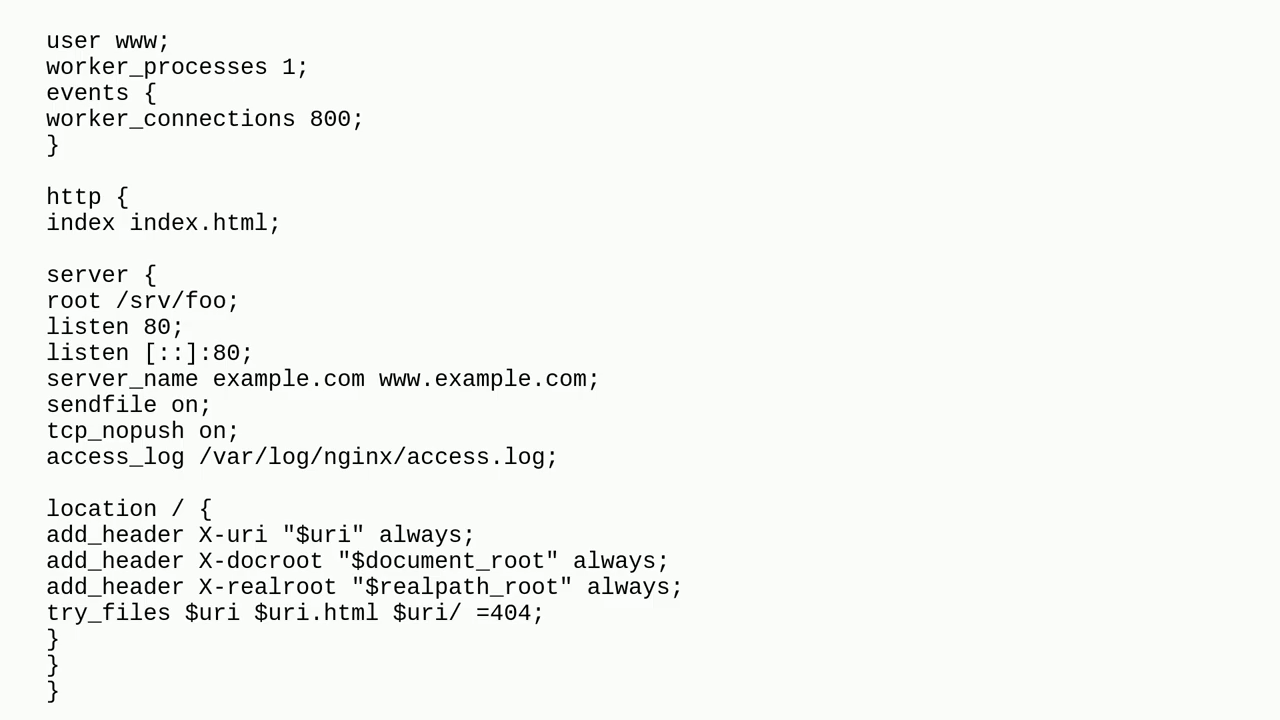 user www;
worker_processes 1;
events {
worker_connections 800;
}
http {
index index.html;
server {
root /srv/foo;
listen 80;
listen [::]:80;
server_name example.com www.example.com;
sendfile on;
tcp_nopush on;
access_log /var/log/nginx/access.log;
location / {
add_header X-uri "$uri" always;
add_header X-docroot "$document_root" always;
add_header X-realroot "$realpath_root" always;
try_files $uri $uri.html $uri/ =404;
}
}
}